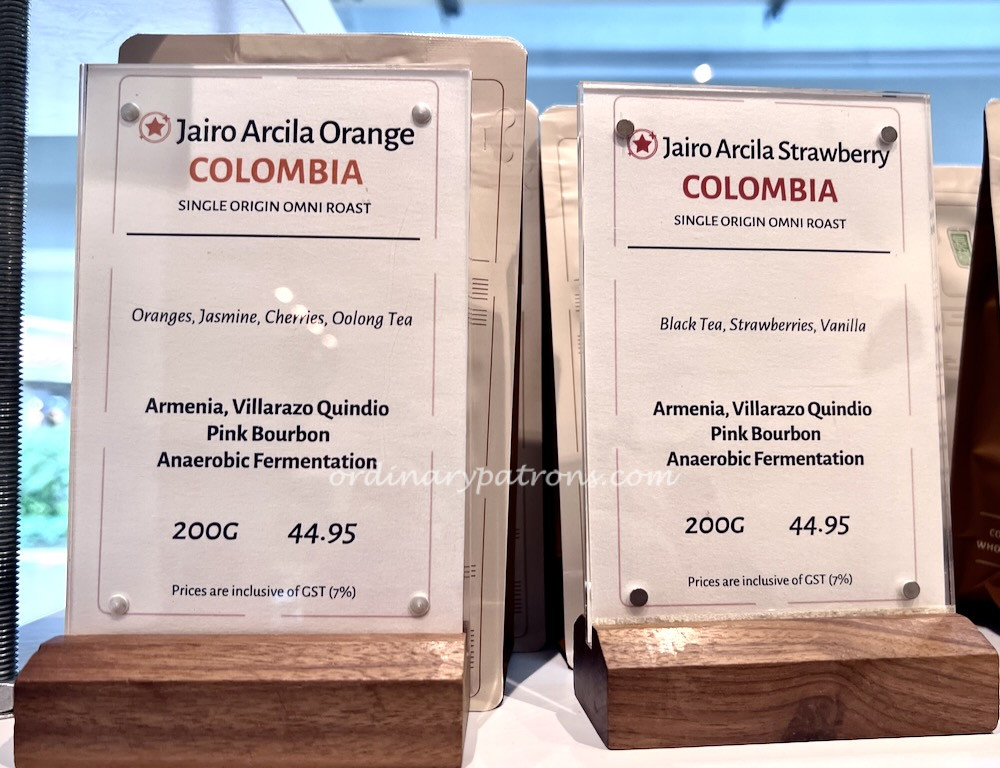 Jairo Arcila Orange
COLOMBIA
SINGLE ORIGIN OMNI ROAST
Oranges, Jasmine, Cherries, Oolong Tea
Armenia, Villarazo Quindio
Pink Bourbon
Anaerobic Fermentation
200G 44.95
Prices are inclusive of GST (7%)
Jairo Arcila Strawberry
COLOMBIA
SINGLE ORIGIN OMNI ROAST
Black Tea, Strawberries, Vanilla
Armenia, Villarazo Quindio
Pink Bourbon
Anaerobic Fermentation
200G 44.95
Prices are inclusive of GST (7%)
ordinarypatrons.com